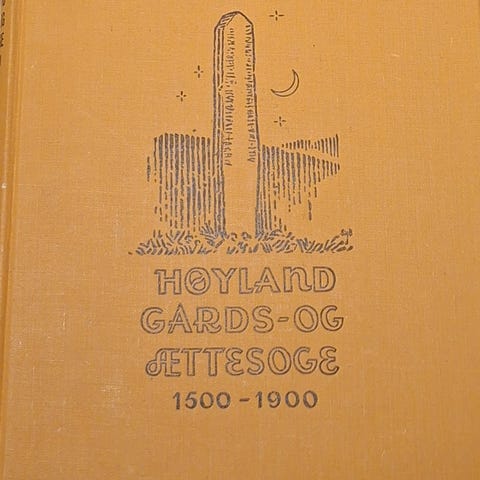 HØYLAND
GARDS-OG
ÆTTESOGE
1500-1900